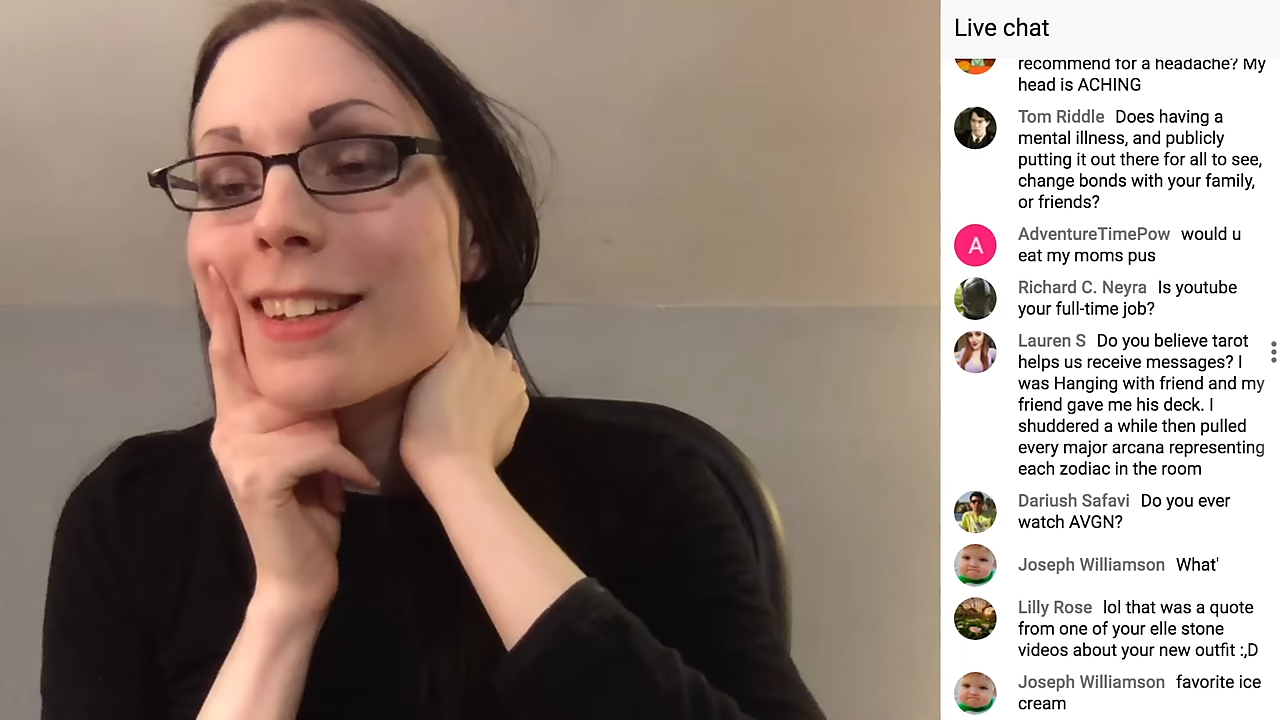 Live chat
recommend for a headache? My
head is ACHING
Tom Riddle Does having a
mental illness, and publicly
putting it out there for all to see,
change bonds with your family,
or friends?
A
AdventureTimePow would u
eat my moms pus
Richard C. Neyra Is youtube
your full-time job?
Lauren S Do you believe tarot
helps us receive messages? I
was Hanging with friend and my
friend gave me his deck. I
shuddered a while then pulled
every major arcana representing
each zodiac in the room
Dariush Safavi Do you ever
watch AVGN?
Joseph Williamson What'
Lilly Rose lol that was a quote
from one of your elle stone
videos about your new outfit :,D
Joseph Williamson favorite ice
cream